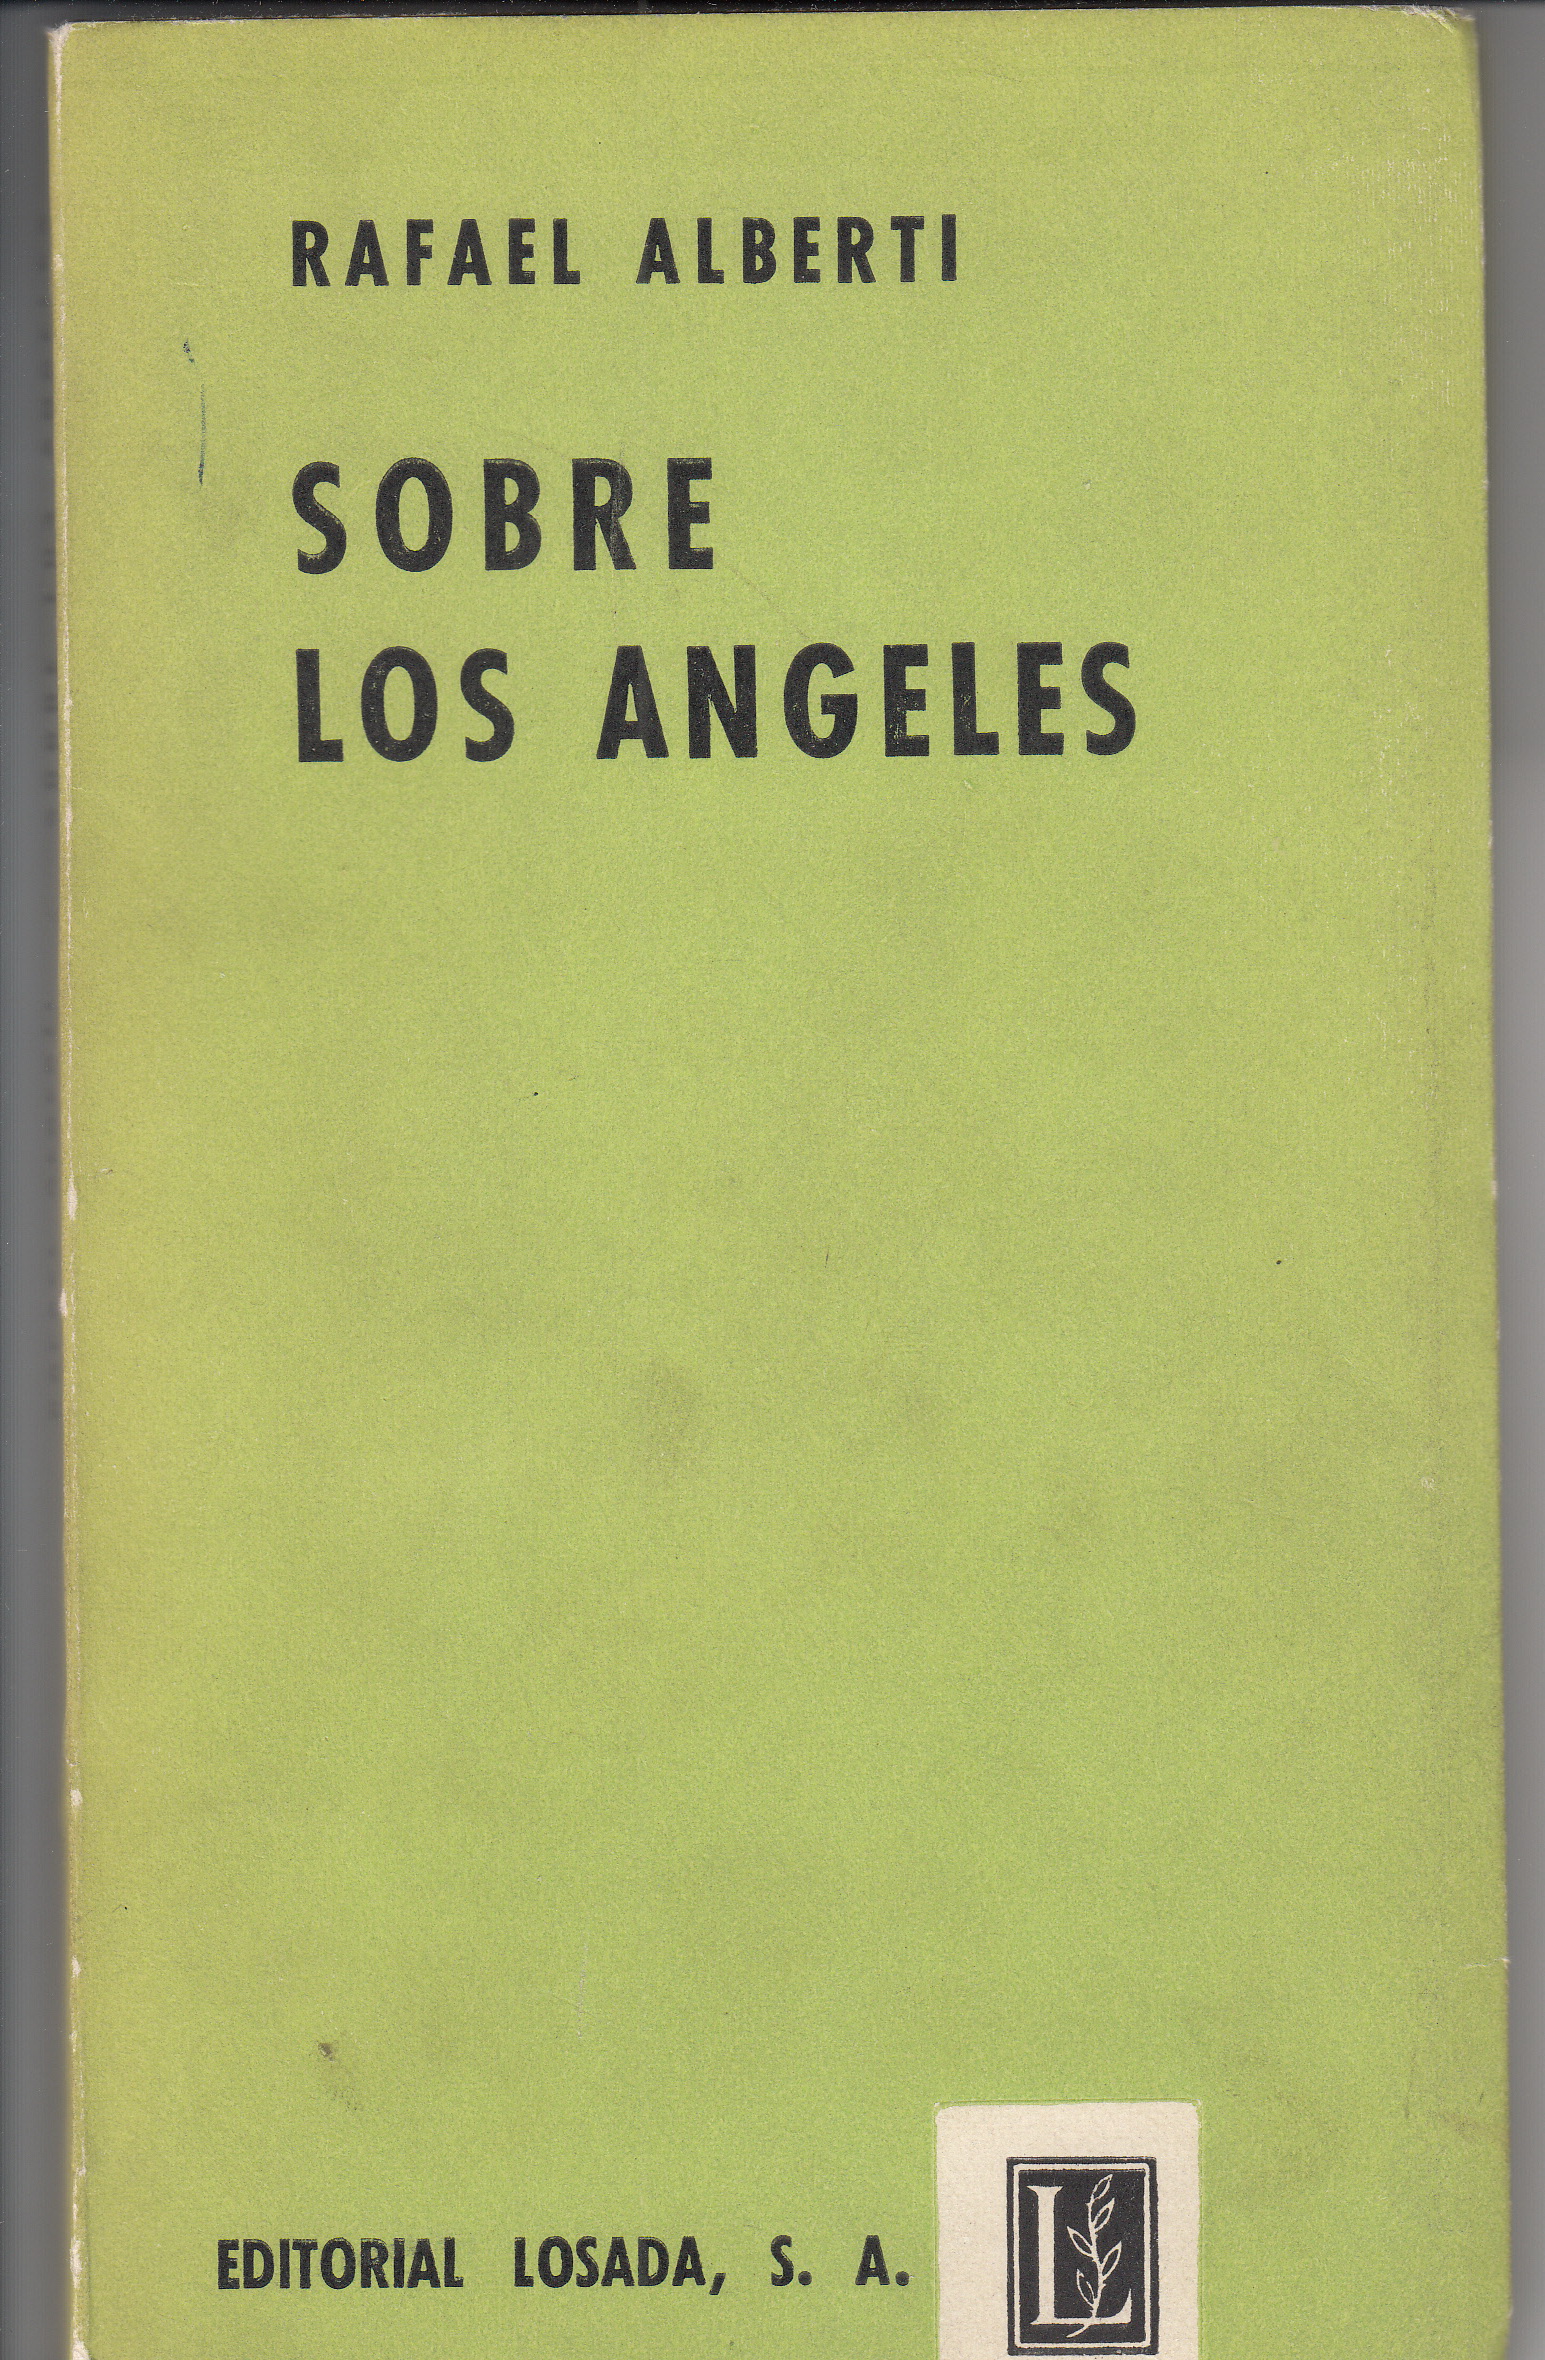 RAFAEL ALBERTI
SOBRE
LOS ANGELES
EDITORIAL LOSADA, S. A.
L